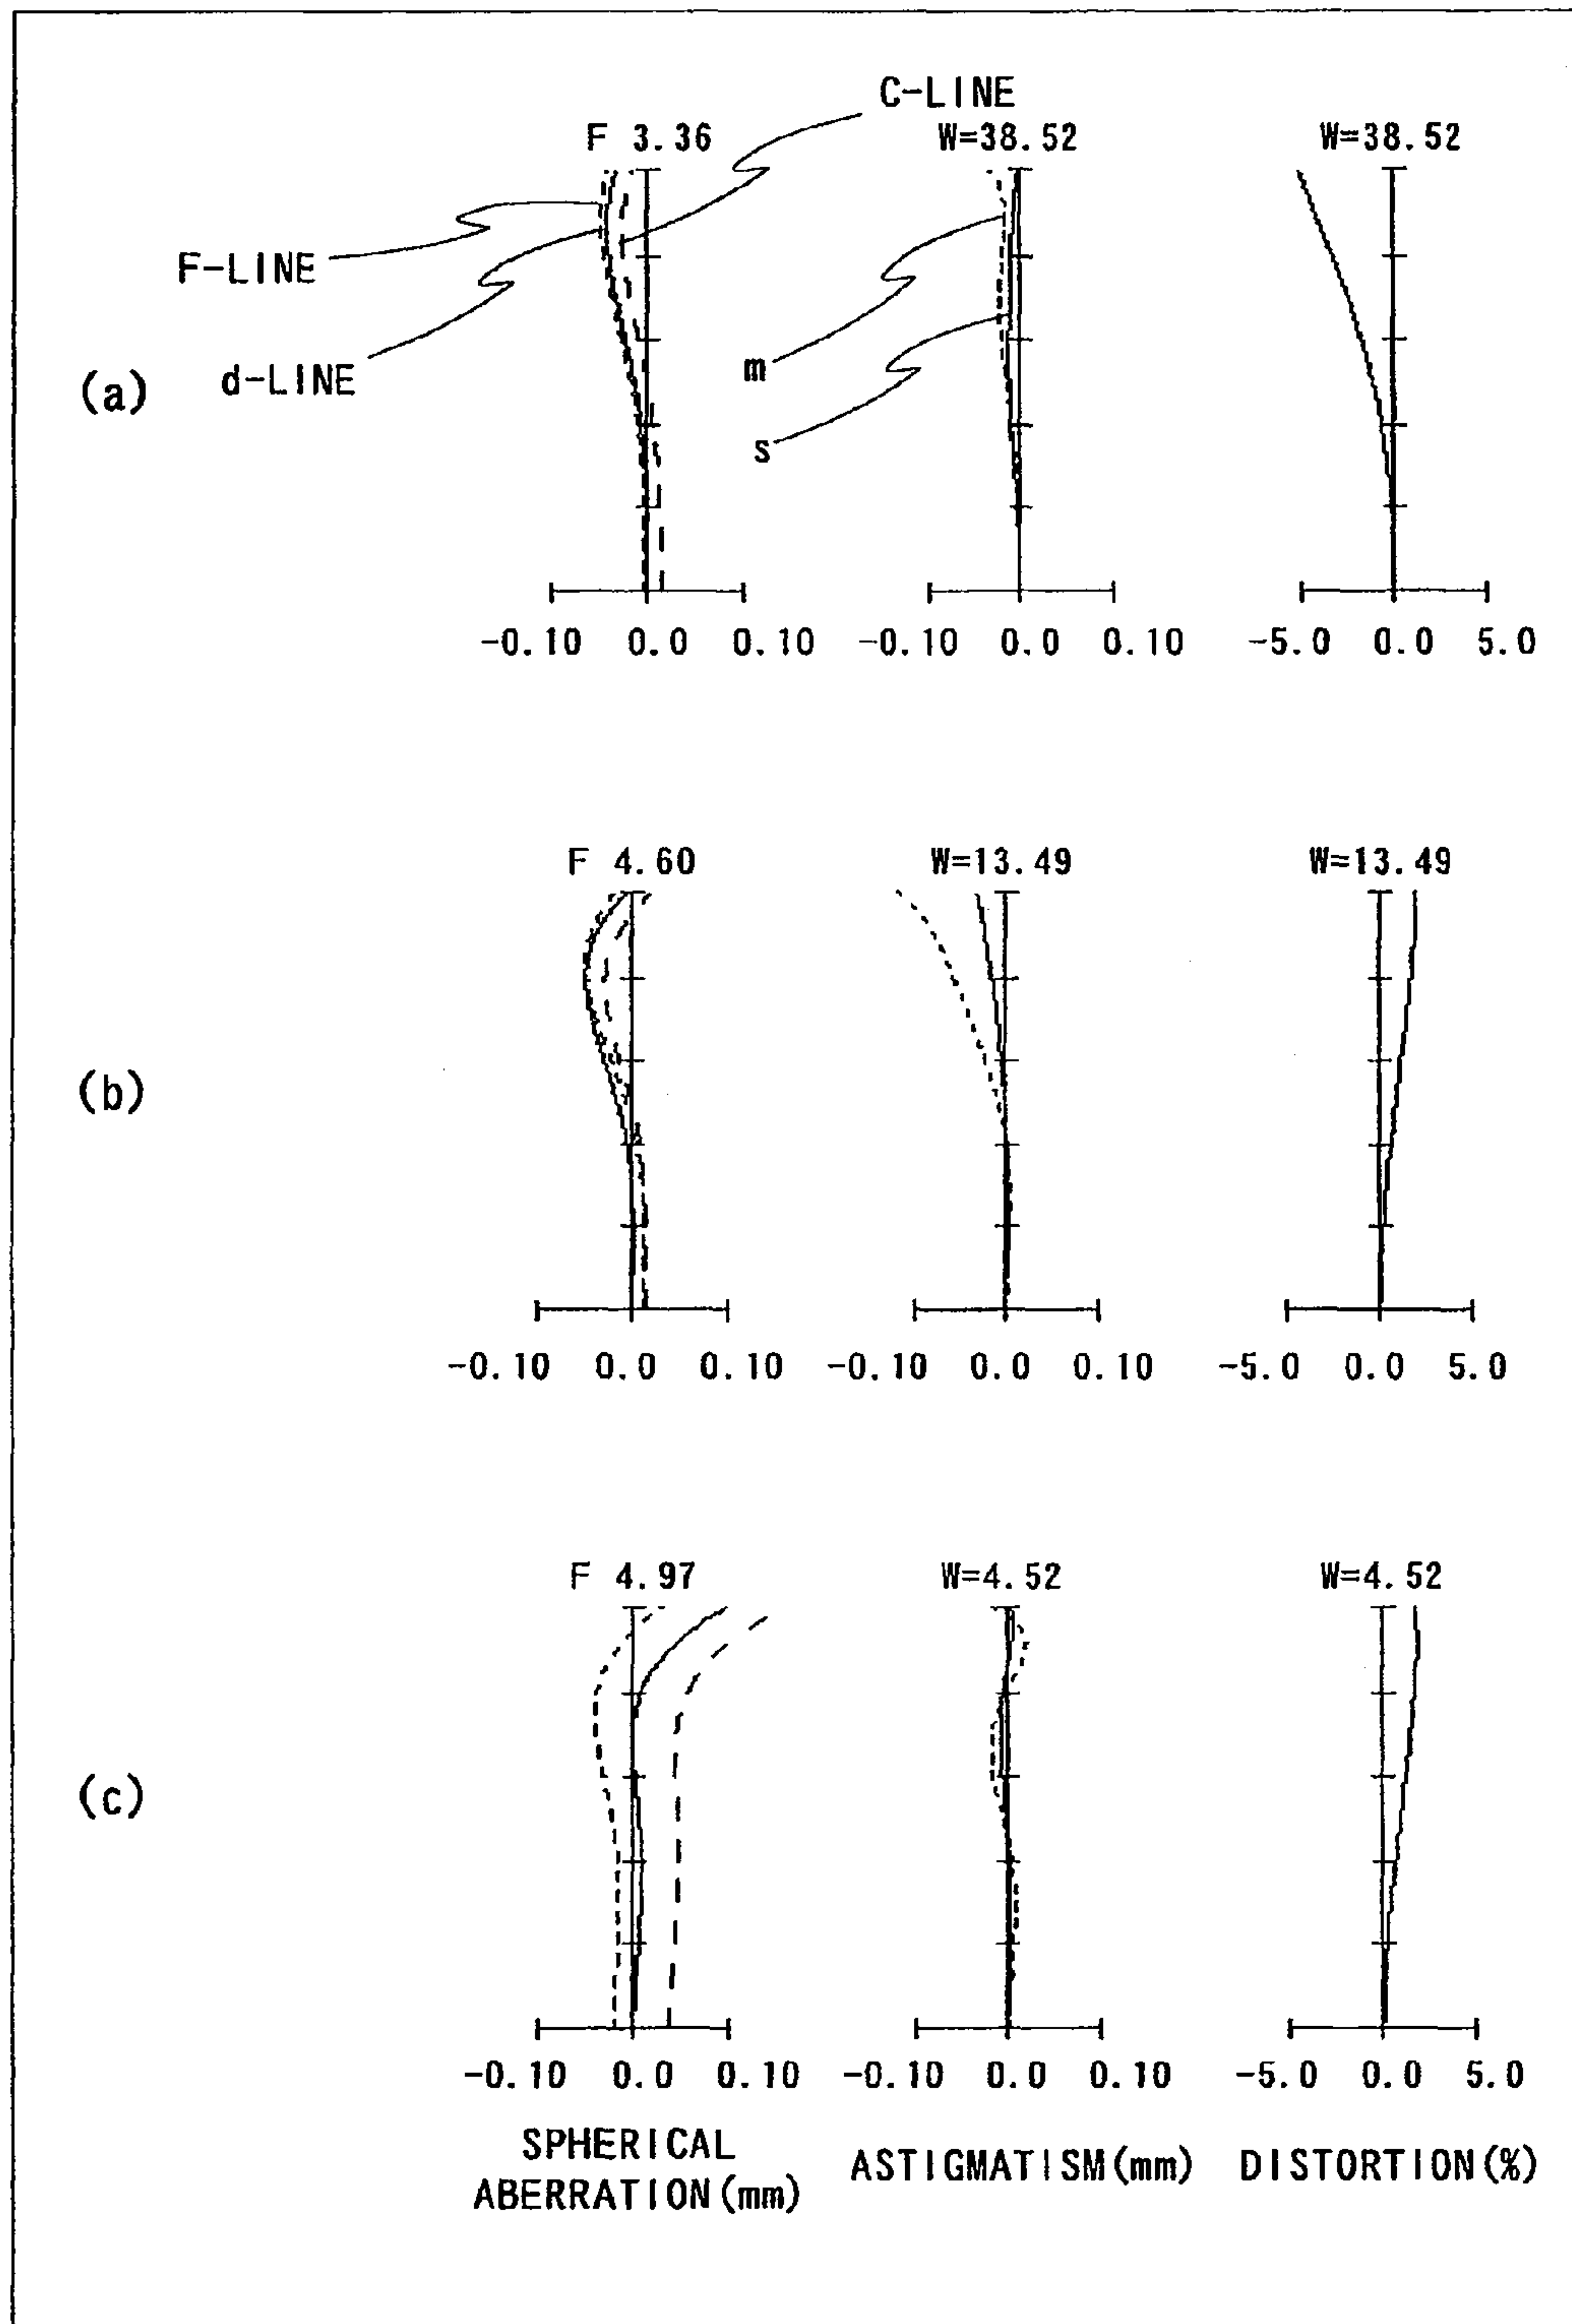 C-LINE
F 3.36 W=38.52 W=38.52
F-LINE
d-LINE
m
s
(a)
-0.10 0.0 0.10 -0.10 0.0 0.10 -5.0 0.0 5.0
F 4.60 W=13.49 W=13.49
(b)
-0.10 0.0 0.10 -0.10 0.0 0.10 -5.0 0.0 5.0
F 4.97 W=4.52 W=4.52
(c)
-0.10 0.0 0.10 -0.10 0.0 0.10 -5.0 0.0 5.0
SPHERICAL
ABERRATION(mm)
ASTIGMATISM(mm)
DISTORTION(%)